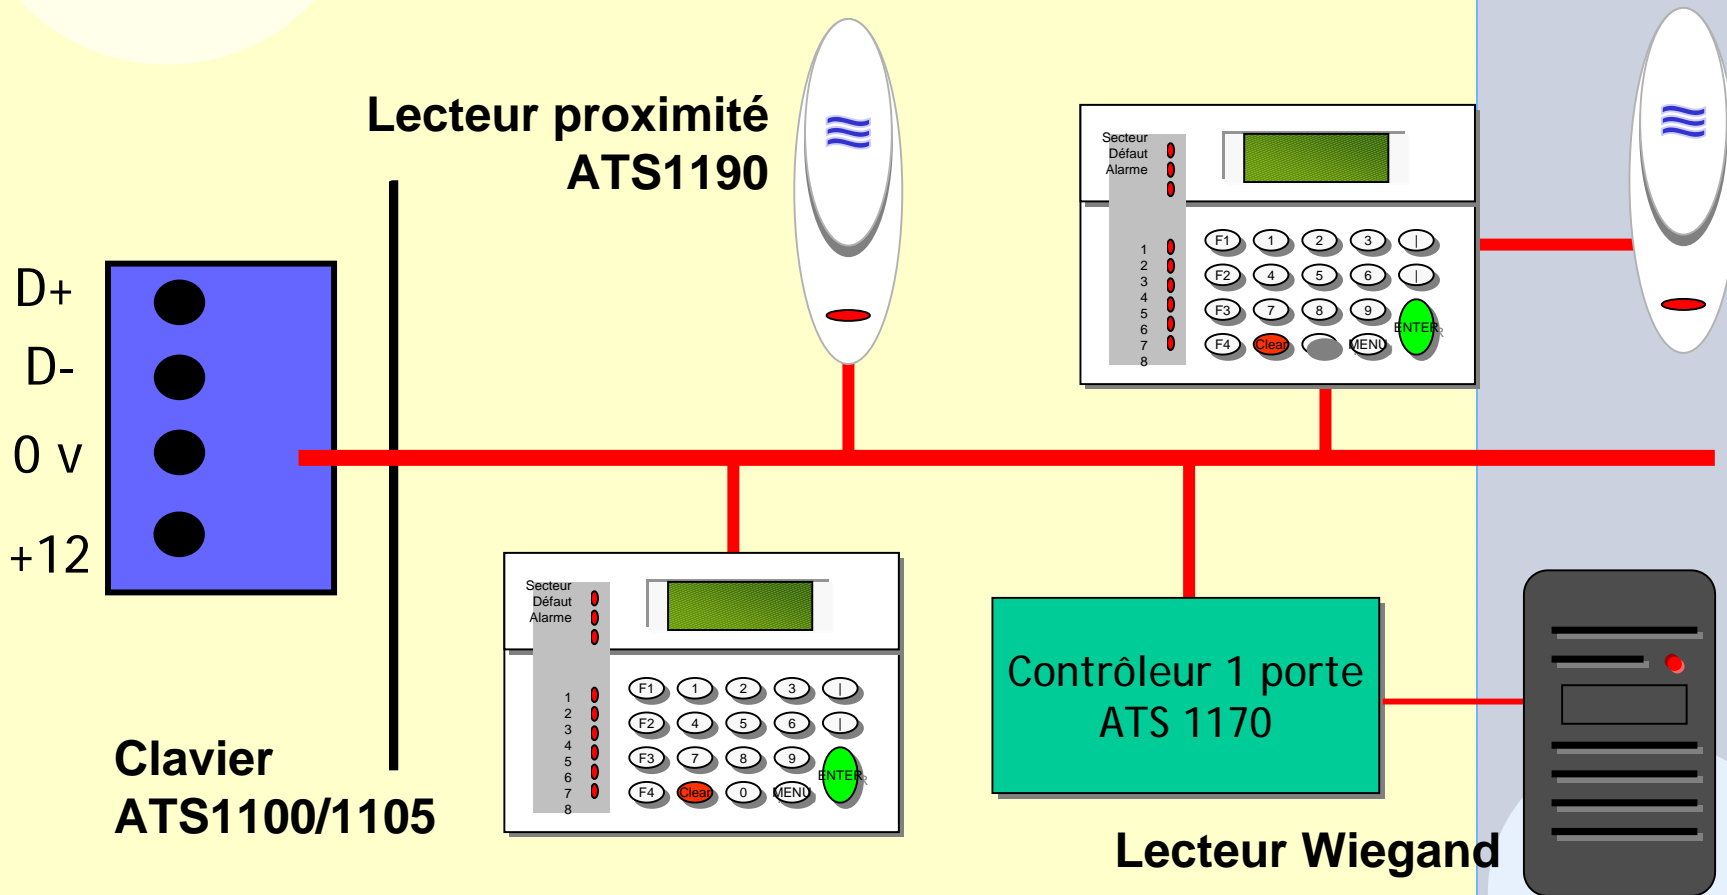 Lecteur proximité
ATS1190
D+
D-
0 v
+12
Clavier
ATS1100/1105
Secteur
Défaut
Alarme
1
2
3
4
5
6
7
8
F1 1 2 3 |
F2 4 5 6 |
F3 7 8 9
ENTER
F4 Clear MENU
Secteur
Défaut
Alarme
1
2
3
4
5
6
7
8
F1 1 2 3 |
F2 4 5 6 |
F3 7 8 9
ENTER
F4 Clear 0 MENU
Contrôleur 1 porte
ATS 1170
Lecteur Wiegand